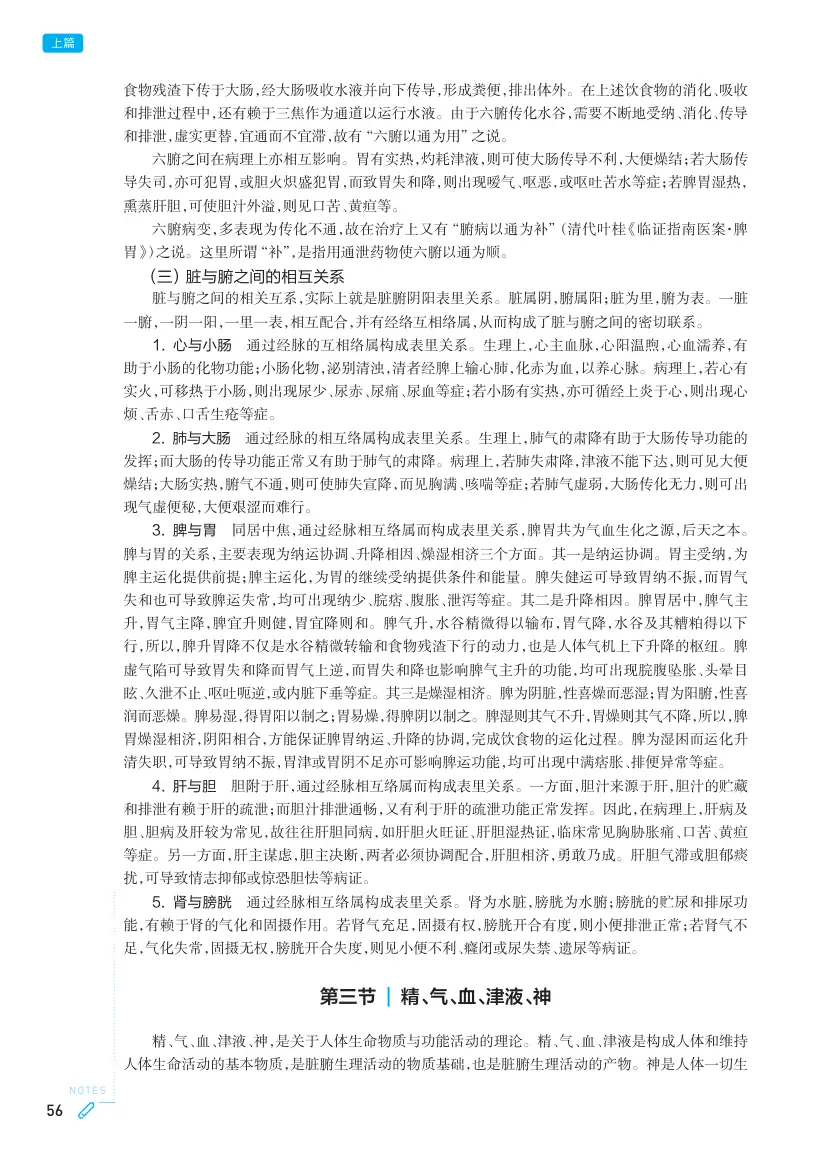 上篇
食物残渣下传于大肠,经大肠吸收水液并向下传导,形成粪便,排出体外。在上述饮食物的消化、吸收
和排泄过程中,还有赖于三焦作为通道以运行水液。由于六腑传化水谷,需要不断地受纳、消化、传导
和排泄,虚实更替,宜通而不宜滞,故有“六腑以通为用”之说。
六腑之间在病理上亦相互影响。胃有实热,灼耗津液,则可使大肠传导不利,大便燥结;若大肠传
导失司,亦可犯胃,或胆火炽盛犯胃,而致胃失和降,则出现嗳气、呕恶,或呕吐苦水等症;若脾胃湿热,
熏蒸肝胆,可使胆汁外溢,则见口苦、黄疸等。
六腑病变,多表现为传化不通,故在治疗上又有“腑病以通为补”(清代叶桂《临证指南医案·脾
胃》)之说。这里所谓“补”,是指用通泄药物使六腑以通为顺。
(三)脏与腑之间的相互关系
脏与腑之间的相关互系,实际上就是脏腑阴阳表里关系。脏属阴,腑属阳;脏为里,腑为表。一脏
一腑,一阴一阳,一里一表,相互配合,并有经络互相络属,从而构成了脏与腑之间的密切联系。
1. 心与小肠 通过经脉的互相络属构成表里关系。生理上,心主血脉,心阳温煦,心血濡养,有
助于小肠的化物功能;小肠化物,泌别清浊,清者经脾上输心肺,化赤为血,以养心脉。病理上,若心有
实火,可移热于小肠,则出现尿少、尿赤、尿痛、尿血等症;若小肠有实热,亦可循经上炎于心,则出现心
烦、舌赤、口舌生疮等症。
2. 肺与大肠 通过经脉的相互络属构成表里关系。生理上,肺气的肃降有助于大肠传导功能的
发挥;而大肠的传导功能正常又有助于肺气的肃降。病理上,若肺失肃降,津液不能下达,则可见大便
燥结;大肠实热,腑气不通,则可使肺失宣降,而见胸满、咳喘等症;若肺气虚弱,大肠传化无力,则可出
现气虚便秘,大便艰涩而难行。
3. 脾与胃 同居中焦,通过经脉相互络属而构成表里关系,脾胃共为气血生化之源,后天之本。
脾与胃的关系,主要表现为纳运协调、升降相因、燥湿相济三个方面。其一是纳运协调。胃主受纳,为
脾主运化提供前提;脾主运化,为胃的继续受纳提供条件和能量。脾失健运可导致胃纳不振,而胃气
失和也可导致脾运失常,均可出现纳少、脘痞、腹胀、泄泻等症。其二是升降相因。脾胃居中,脾气主
升,胃气主降,脾宜升则健,胃宜降则和。脾气升,水谷精微得以输布,胃气降,水谷及其糟粕得以下
行,所以,脾升胃降不仅是水谷精微转输和食物残渣下行的动力,也是人体气机上下升降的枢纽。脾
虚气陷可导致胃失和降而胃气上逆,而胃失和降也影响脾气主升的功能,均可出现脘腹坠胀、头晕目
眩、久泄不止、呕吐呃逆,或内脏下垂等症。其三是燥湿相济。脾为阴脏,性喜燥而恶湿;胃为阳腑,性喜
润而恶燥。脾易湿,得胃阳以制之;胃易燥,得脾阴以制之。脾湿则其气不升,胃燥则其气不降,所以,脾
胃燥湿相济,阴阳相合,方能保证脾胃纳运、升降的协调,完成饮食物的运化过程。脾为湿困而运化升
清失职,可导致胃纳不振,胃津或胃阴不足亦可影响脾运功能,均可出现中满痞胀、排便异常等症。
4. 肝与胆 胆附于肝,通过经脉相互络属而构成表里关系。一方面,胆汁来源于肝,胆汁的贮藏
和排泄有赖于肝的疏泄;而胆汁排泄通畅,又有利于肝的疏泄功能正常发挥。因此,在病理上,肝病及
胆、胆病及肝较为常见,故往往肝胆同病,如肝胆火旺证、肝胆湿热证,临床常见胸胁胀痛、口苦、黄疸
等症。另一方面,肝主谋虑,胆主决断,两者必须协调配合,肝胆相济,勇敢乃成。肝胆气滞或胆郁痰
扰,可导致情志抑郁或惊恐胆怯等病证。
5. 肾与膀胱 通过经脉相互络属构成表里关系。肾为水脏,膀胱为水腑;膀胱的贮尿和排尿功
能,有赖于肾的气化和固摄作用。若肾气充足,固摄有权,膀胱开合有度,则小便排泄正常;若肾气不
足,气化失常,固摄无权,膀胱开合失度,则见小便不利、癃闭或尿失禁、遗尿等病证。
第三节 | 精、气、血、津液、神
精、气、血、津液、神,是关于人体生命物质与功能活动的理论。精、气、血、津液是构成人体和维持
人体生命活动的基本物质,是脏腑生理活动的物质基础,也是脏腑生理活动的产物。神是人体一切生
NOTES
56